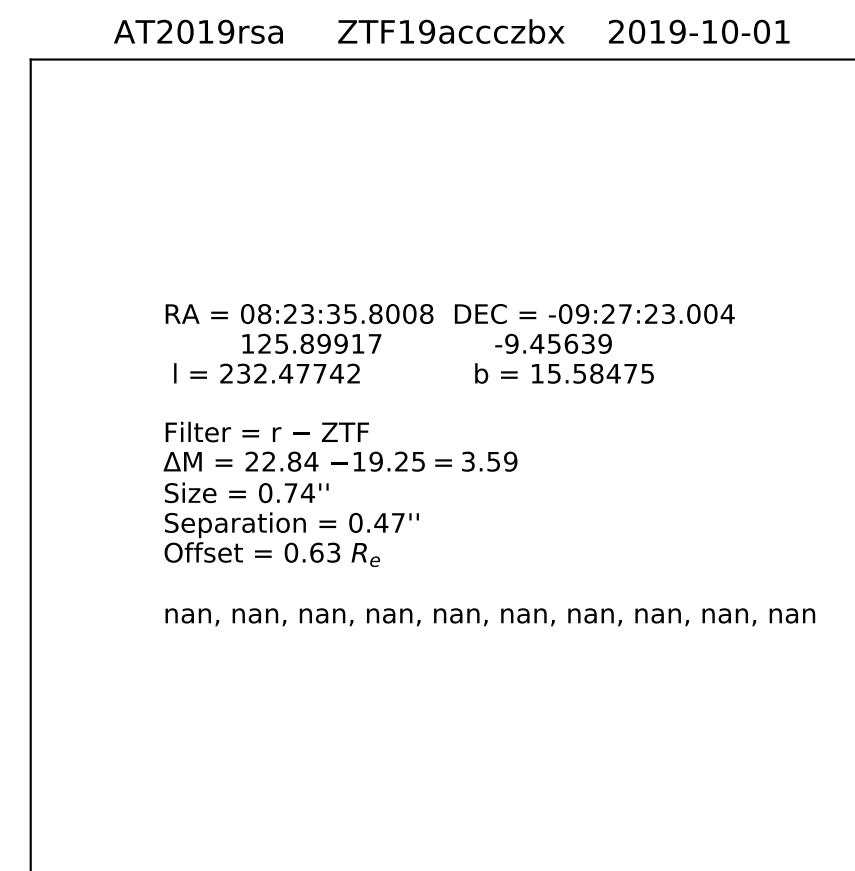 AT2019rsa ZTF19accczbx 2019-10-01
RA = 08:23:35.8008 DEC = -09:27:23.004
125.89917 -9.45639
l = 232.47742 b = 15.58475
Filter = r − ZTF
ΔM = 22.84 −19.25 = 3.59
Size = 0.74''
Separation = 0.47''
Offset = 0.63 Re
nan, nan, nan, nan, nan, nan, nan, nan, nan, nan